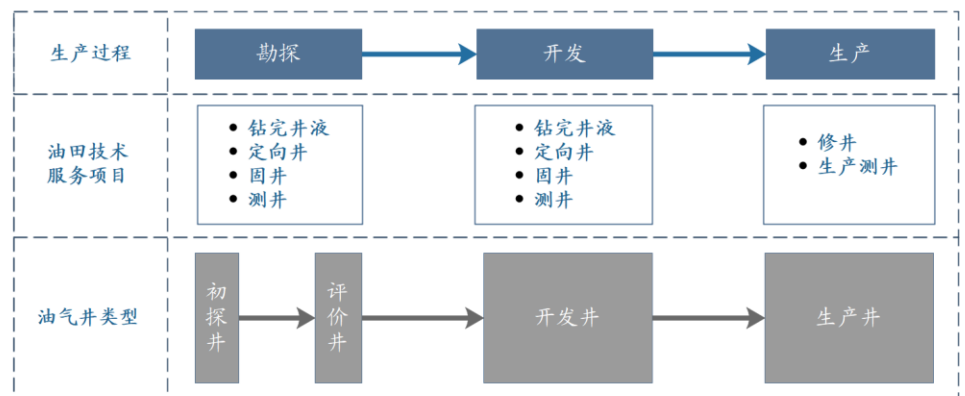 生产过程
勘探
开发
生产
油田技术
服务项目
• 钻完井液
• 定向井
• 固井
• 测井
• 钻完井液
• 定向井
• 固井
• 测井
• 修井
• 生产测井
油气井类型
初
探
井
评
价
井
开发井
生产井